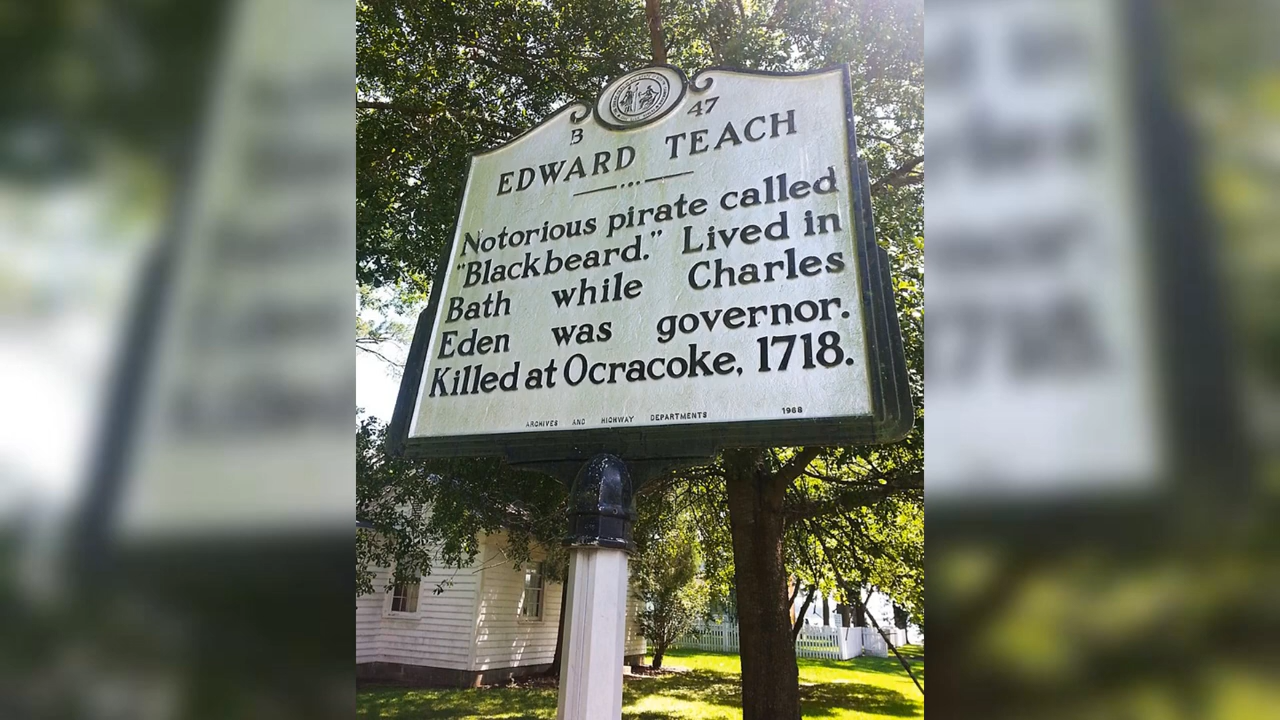 B 47
EDWARD TEACH
Notorious pirate called
"Blackbeard." Lived in
Bath while Charles
Eden was governor.
Killed at Ocracoke, 1718.
ARCHIVES AND HIGHWAY DEPARTMENTS 1968